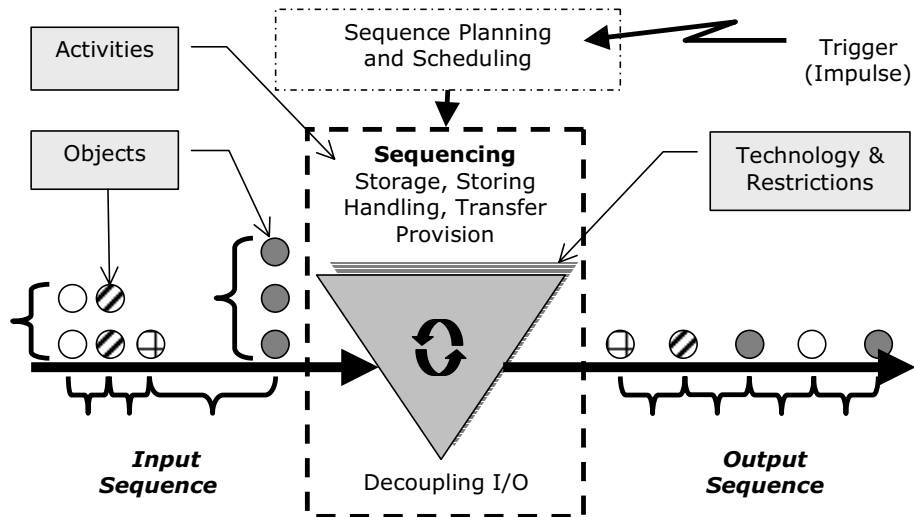 Activities
Sequence Planning
and Scheduling
Trigger
(Impulse)
Objects
Sequencing
Storage, Storing
Handling, Transfer
Provision
Technology &
Restrictions
Input
Sequence
Decoupling I/O
Output
Sequence